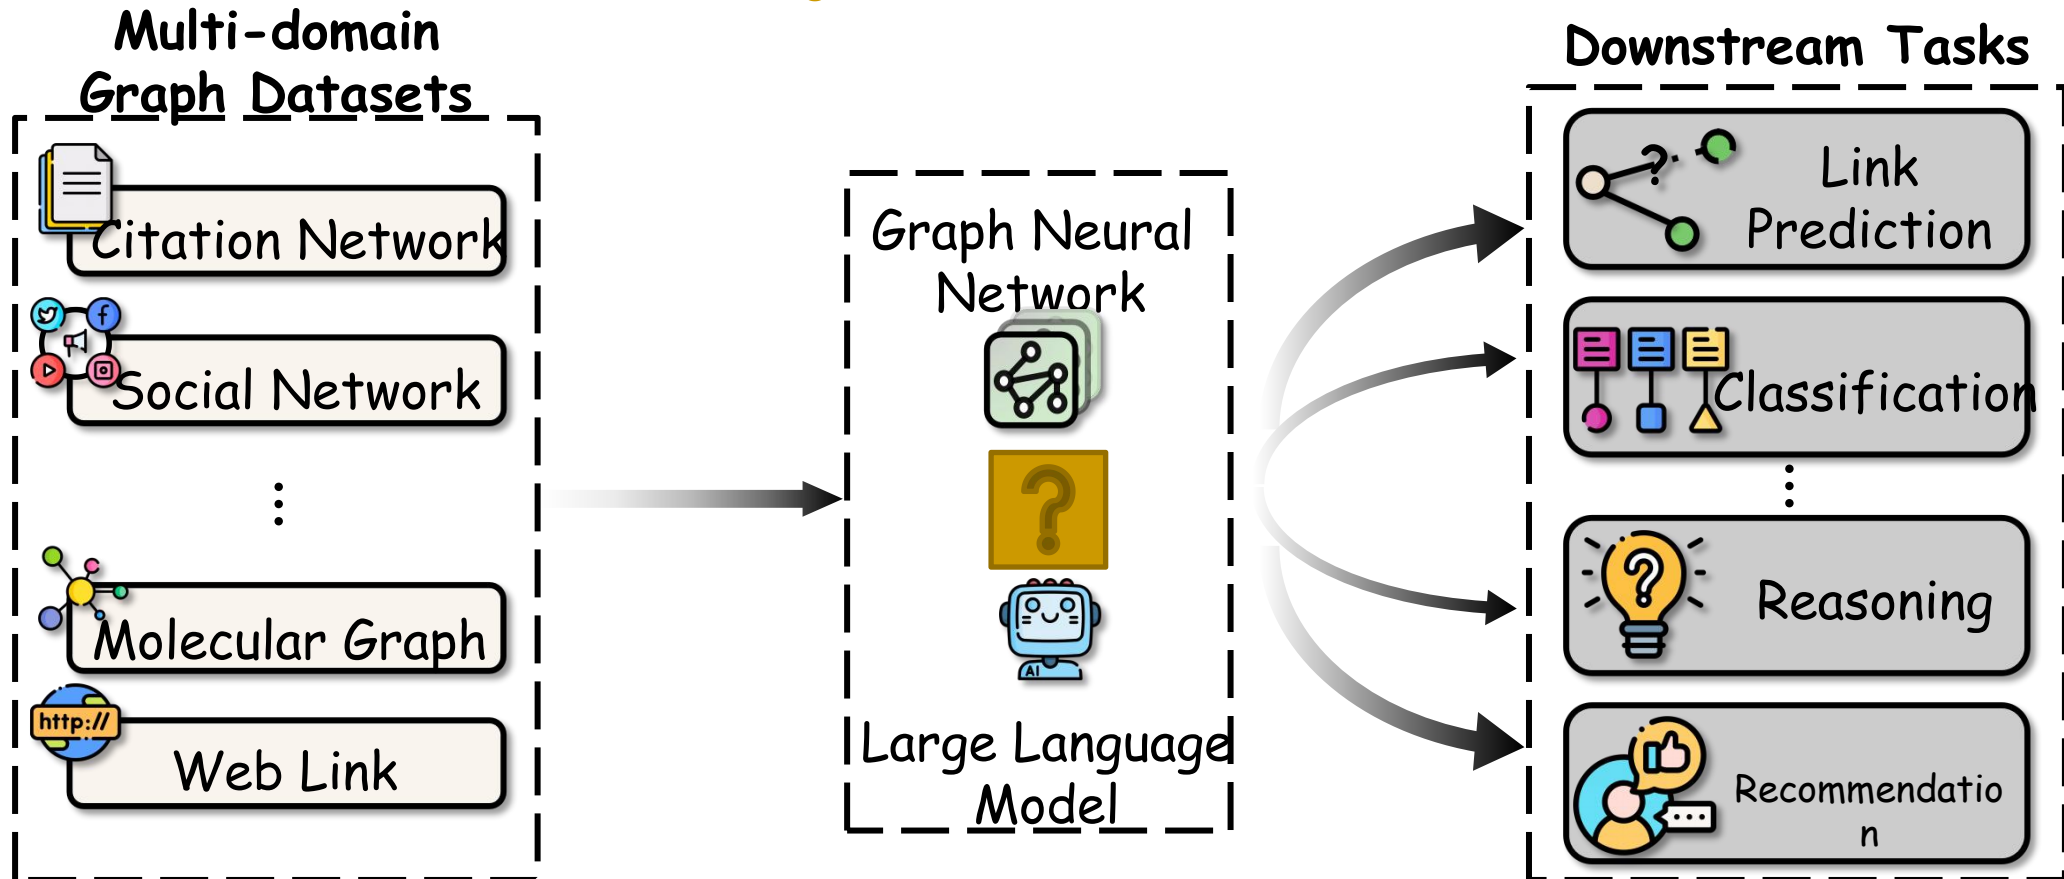 Multi-domain
Graph Datasets
Citation Network
Social Network
⋮
Molecular Graph
http://
Web Link
Graph Neural
Network
?
AI
Large Language
Model
Downstream Tasks
?
Link
Prediction
Classification
⋮
?
Reasoning
Recommendatio
n